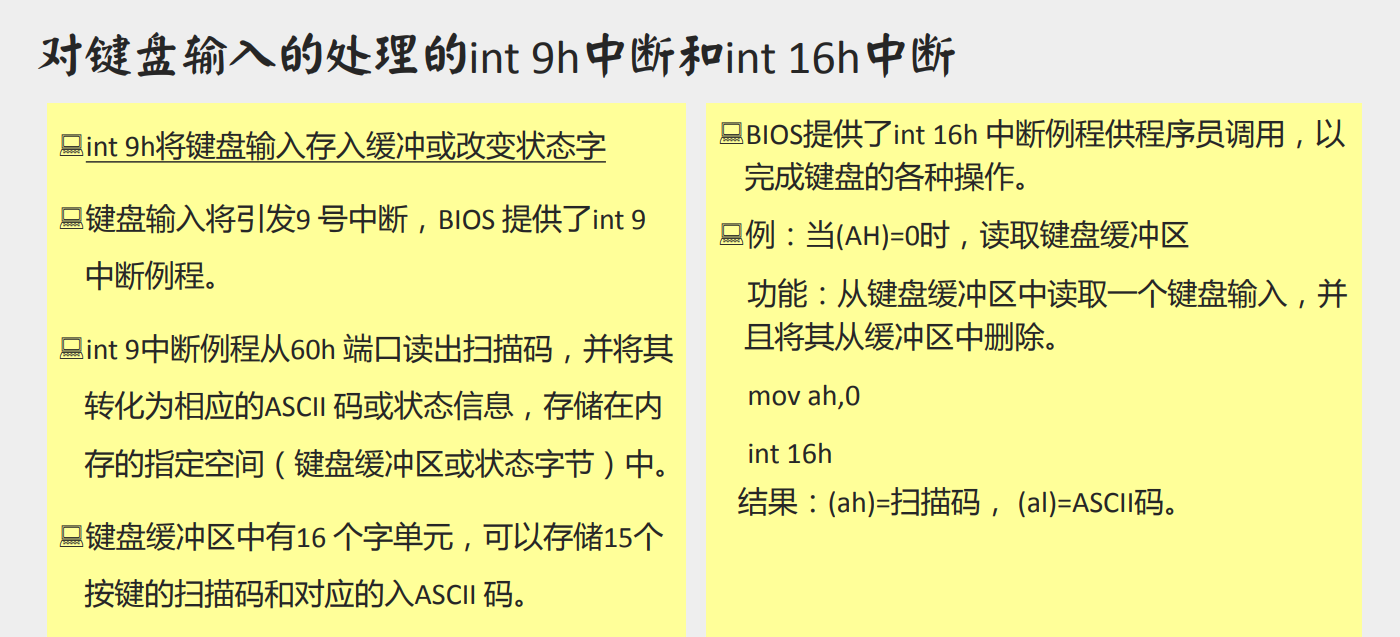 对键盘输入的处理的int 9h中断和int 16h中断
int 9h将键盘输入存入缓冲或改变状态字
键盘输入将引发9 号中断，BIOS 提供了int 9
中断例程。
int 9中断例程从60h 端口读出扫描码，并将其
转化为相应的ASCII 码或状态信息，存储在内
存的指定空间（键盘缓冲区或状态字节）中。
键盘缓冲区中有16 个字单元，可以存储15个
按键的扫描码和对应的入ASCII 码。
BIOS提供了int 16h 中断例程供程序员调用，以
完成键盘的各种操作。
例：当(AH)=0时，读取键盘缓冲区
功能：从键盘缓冲区中读取一个键盘输入，并
且将其从缓冲区中删除。
mov ah,0
int 16h
结果：(ah)=扫描码， (al)=ASCII码。